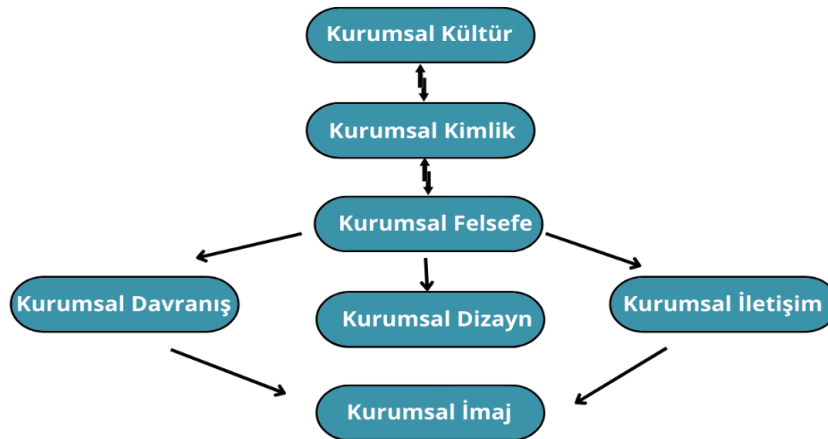 Kurumsal Kültür
Kurumsal Kimlik
Kurumsal Felsefe
Kurumsal Davranış
Kurumsal Dizayn
Kurumsal İletişim
Kurumsal İmaj